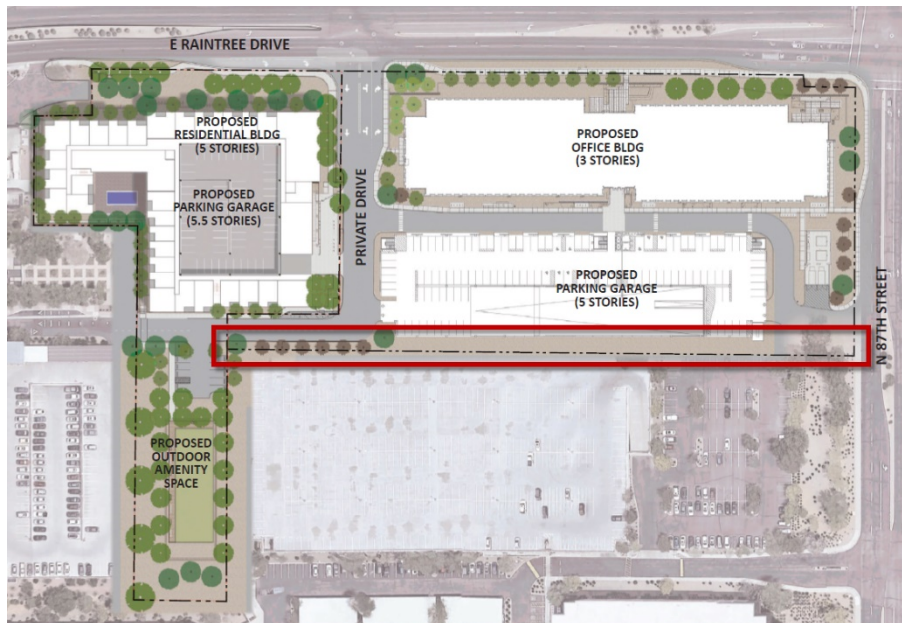 E RAINTREE DRIVE
PROPOSED
RESIDENTIAL BLDG
(5 STORIES)
PROPOSED
PARKING GARAGE
(5.5 STORIES)
PRIVATE DRIVE
PROPOSED
OFFICE BLDG
(3 STORIES)
PROPOSED
PARKING GARAGE
(5 STORIES)
N 87TH STREET
PROPOSED
OUTDOOR
AMENITY
SPACE